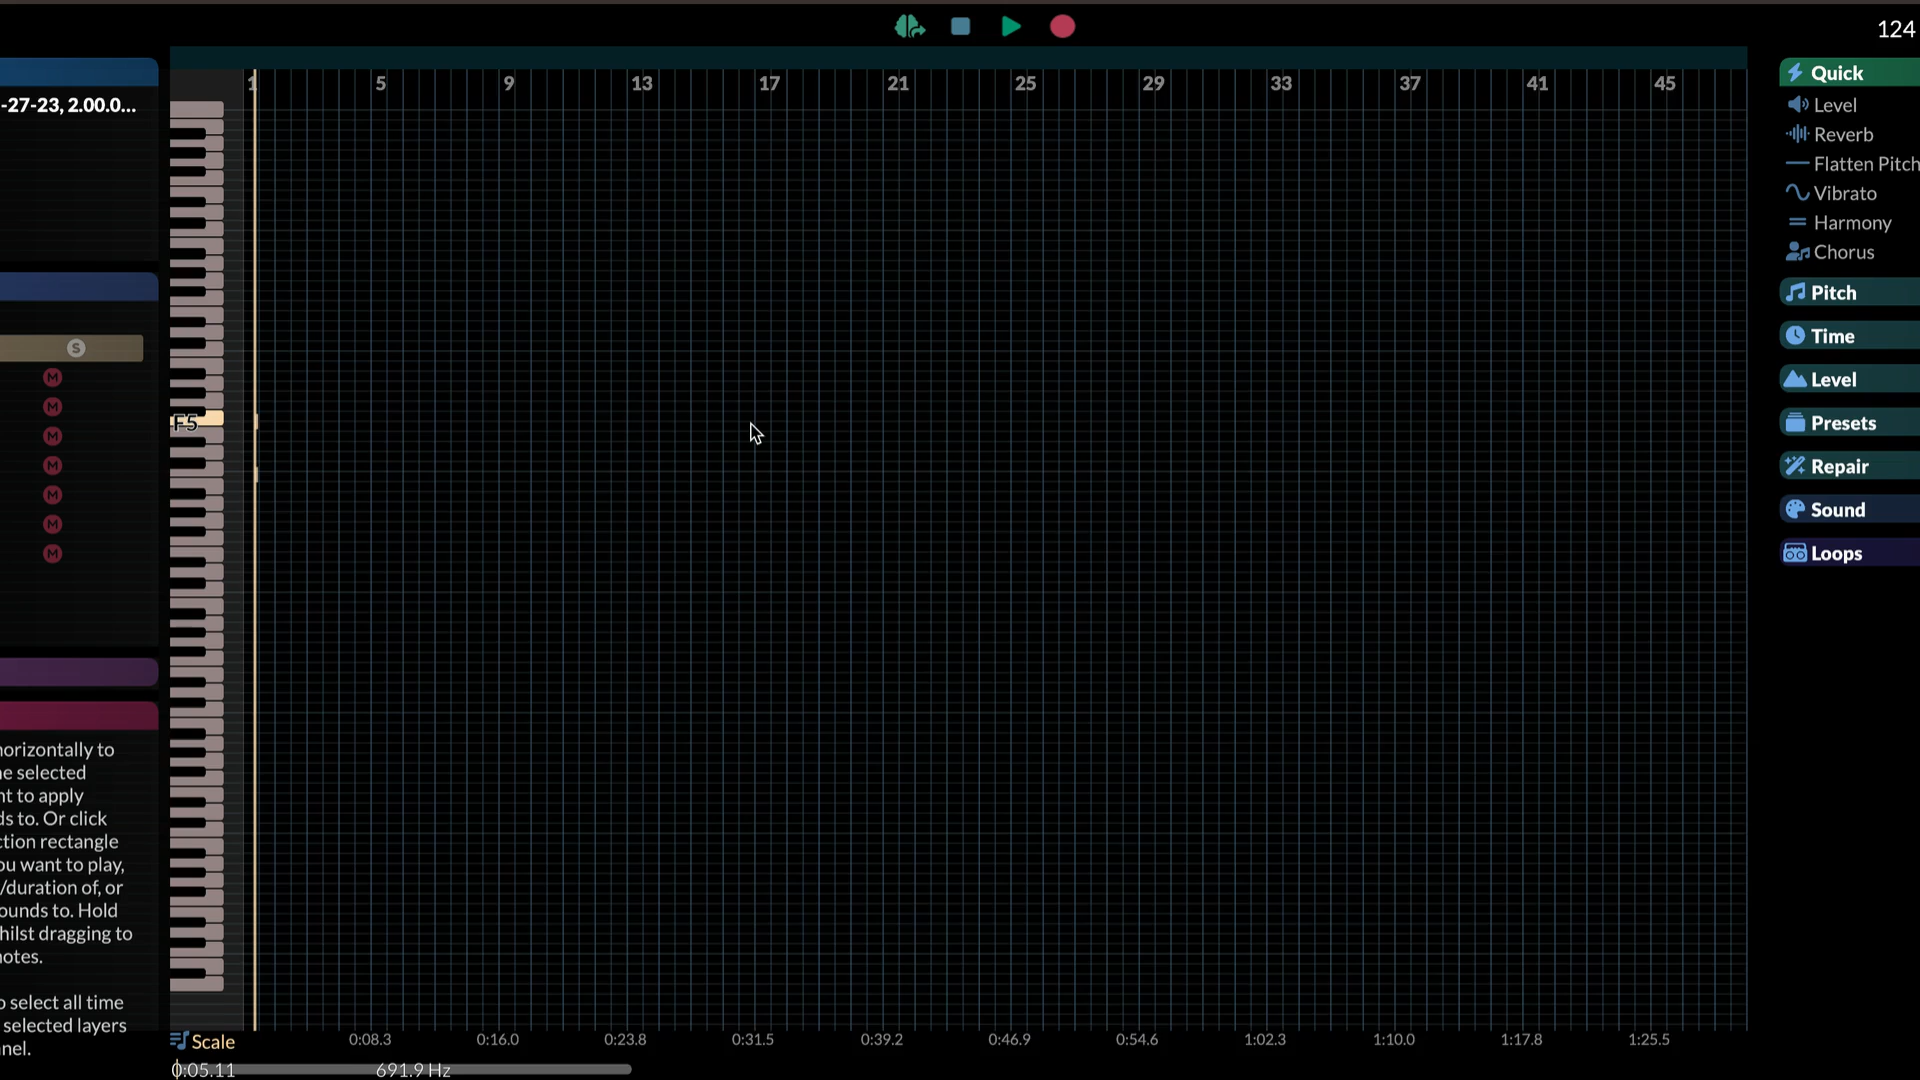 124
-27-23, 2.00.0...
1 5 9 13 17 21 25 29 33 37 41 45
Quick
Level
Reverb
Flatten Pitch
Vibrato
Harmony
Chorus
Pitch
Time
Level
Presets
Repair
Sound
Loops
S
M
M
M
M
M
M
M
F5
horizontally to
e selected
nt to apply
ds to. Or click
ction rectangle
ou want to play,
/duration of, or
ounds to. Hold
hilst dragging to
notes.
o select all time
selected layers
nel.
Scale
0:08.3 0:16.0 0:23.8 0:31.5 0:39.2 0:46.9 0:54.6 1:02.3 1:10.0 1:17.8 1:25.5
0:05.11 691.9 Hz